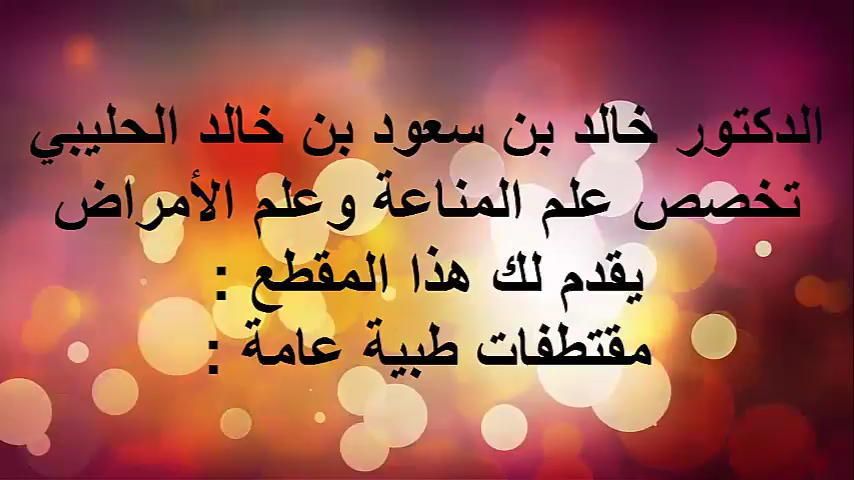 الدكتور خالد بن سعود بن خالد الحليبي
تخصص علم المناعة وعلم الأمراض
يقدم لك هذا المقطع :
مقتطفات طبية عامة :